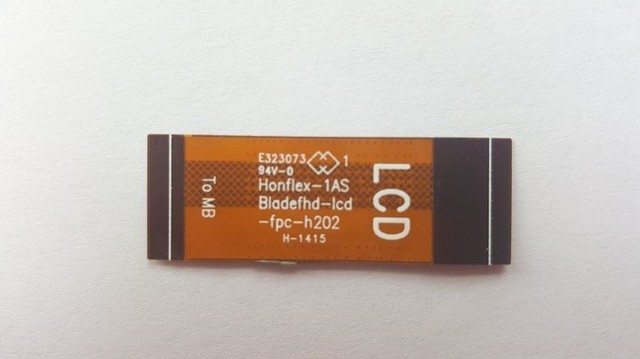 To MB
E323073 1
94V-0
Honflex-1AS
Bladefhd-lcd
-fpc-h202
H-1415
LCD